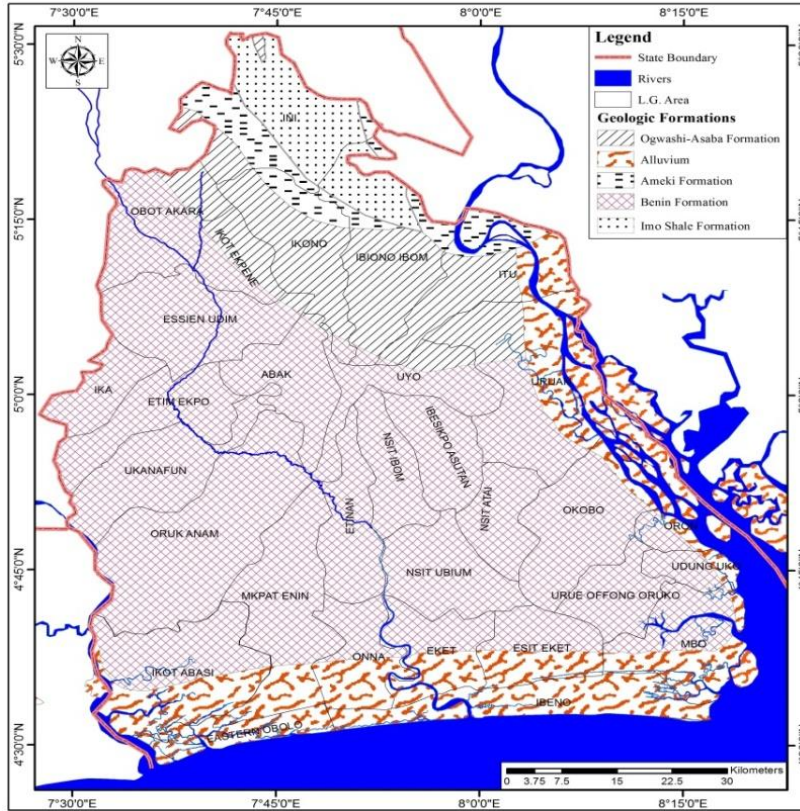 7°30'0"E 7°45'0"E 8°0'0"E 8°15'0"E
5°30'0"N
N
W E
S
Legend
State Boundary
Rivers
L.G. Area
Geologic Formations
Ogwashi-Asaba Formation
Alluvium
Ameki Formation
Benin Formation
Imo Shale Formation
INI
5°15'0"N
OBOT AKARA
IKOT EKPENE
IKONO
IBIONO IBOM
ITU
ESSIEN UDIM
ABAK
UYO
URUAN
5°0'0"N
IKA
ETIM EKPO
IBESIKPO ASUTAN
NSIT IBOM
UKANAFUN
NSIT ATAI
ETINAN
OKOBO
ORUK ANAM
ORON
4°45'0"N
NSIT UBIUM
UDUNG UKO
MKPAT ENIN
URUE OFFONG ORUKO
MBO
ESIT EKET
EKET
ONNA
IKOT ABASI
IBENO
EASTERN OBOLO
4°30'0"N
Kilometers
0 3.75 7.5 15 22.5 30
7°30'0"E 7°45'0"E 8°0'0"E 8°15'0"E